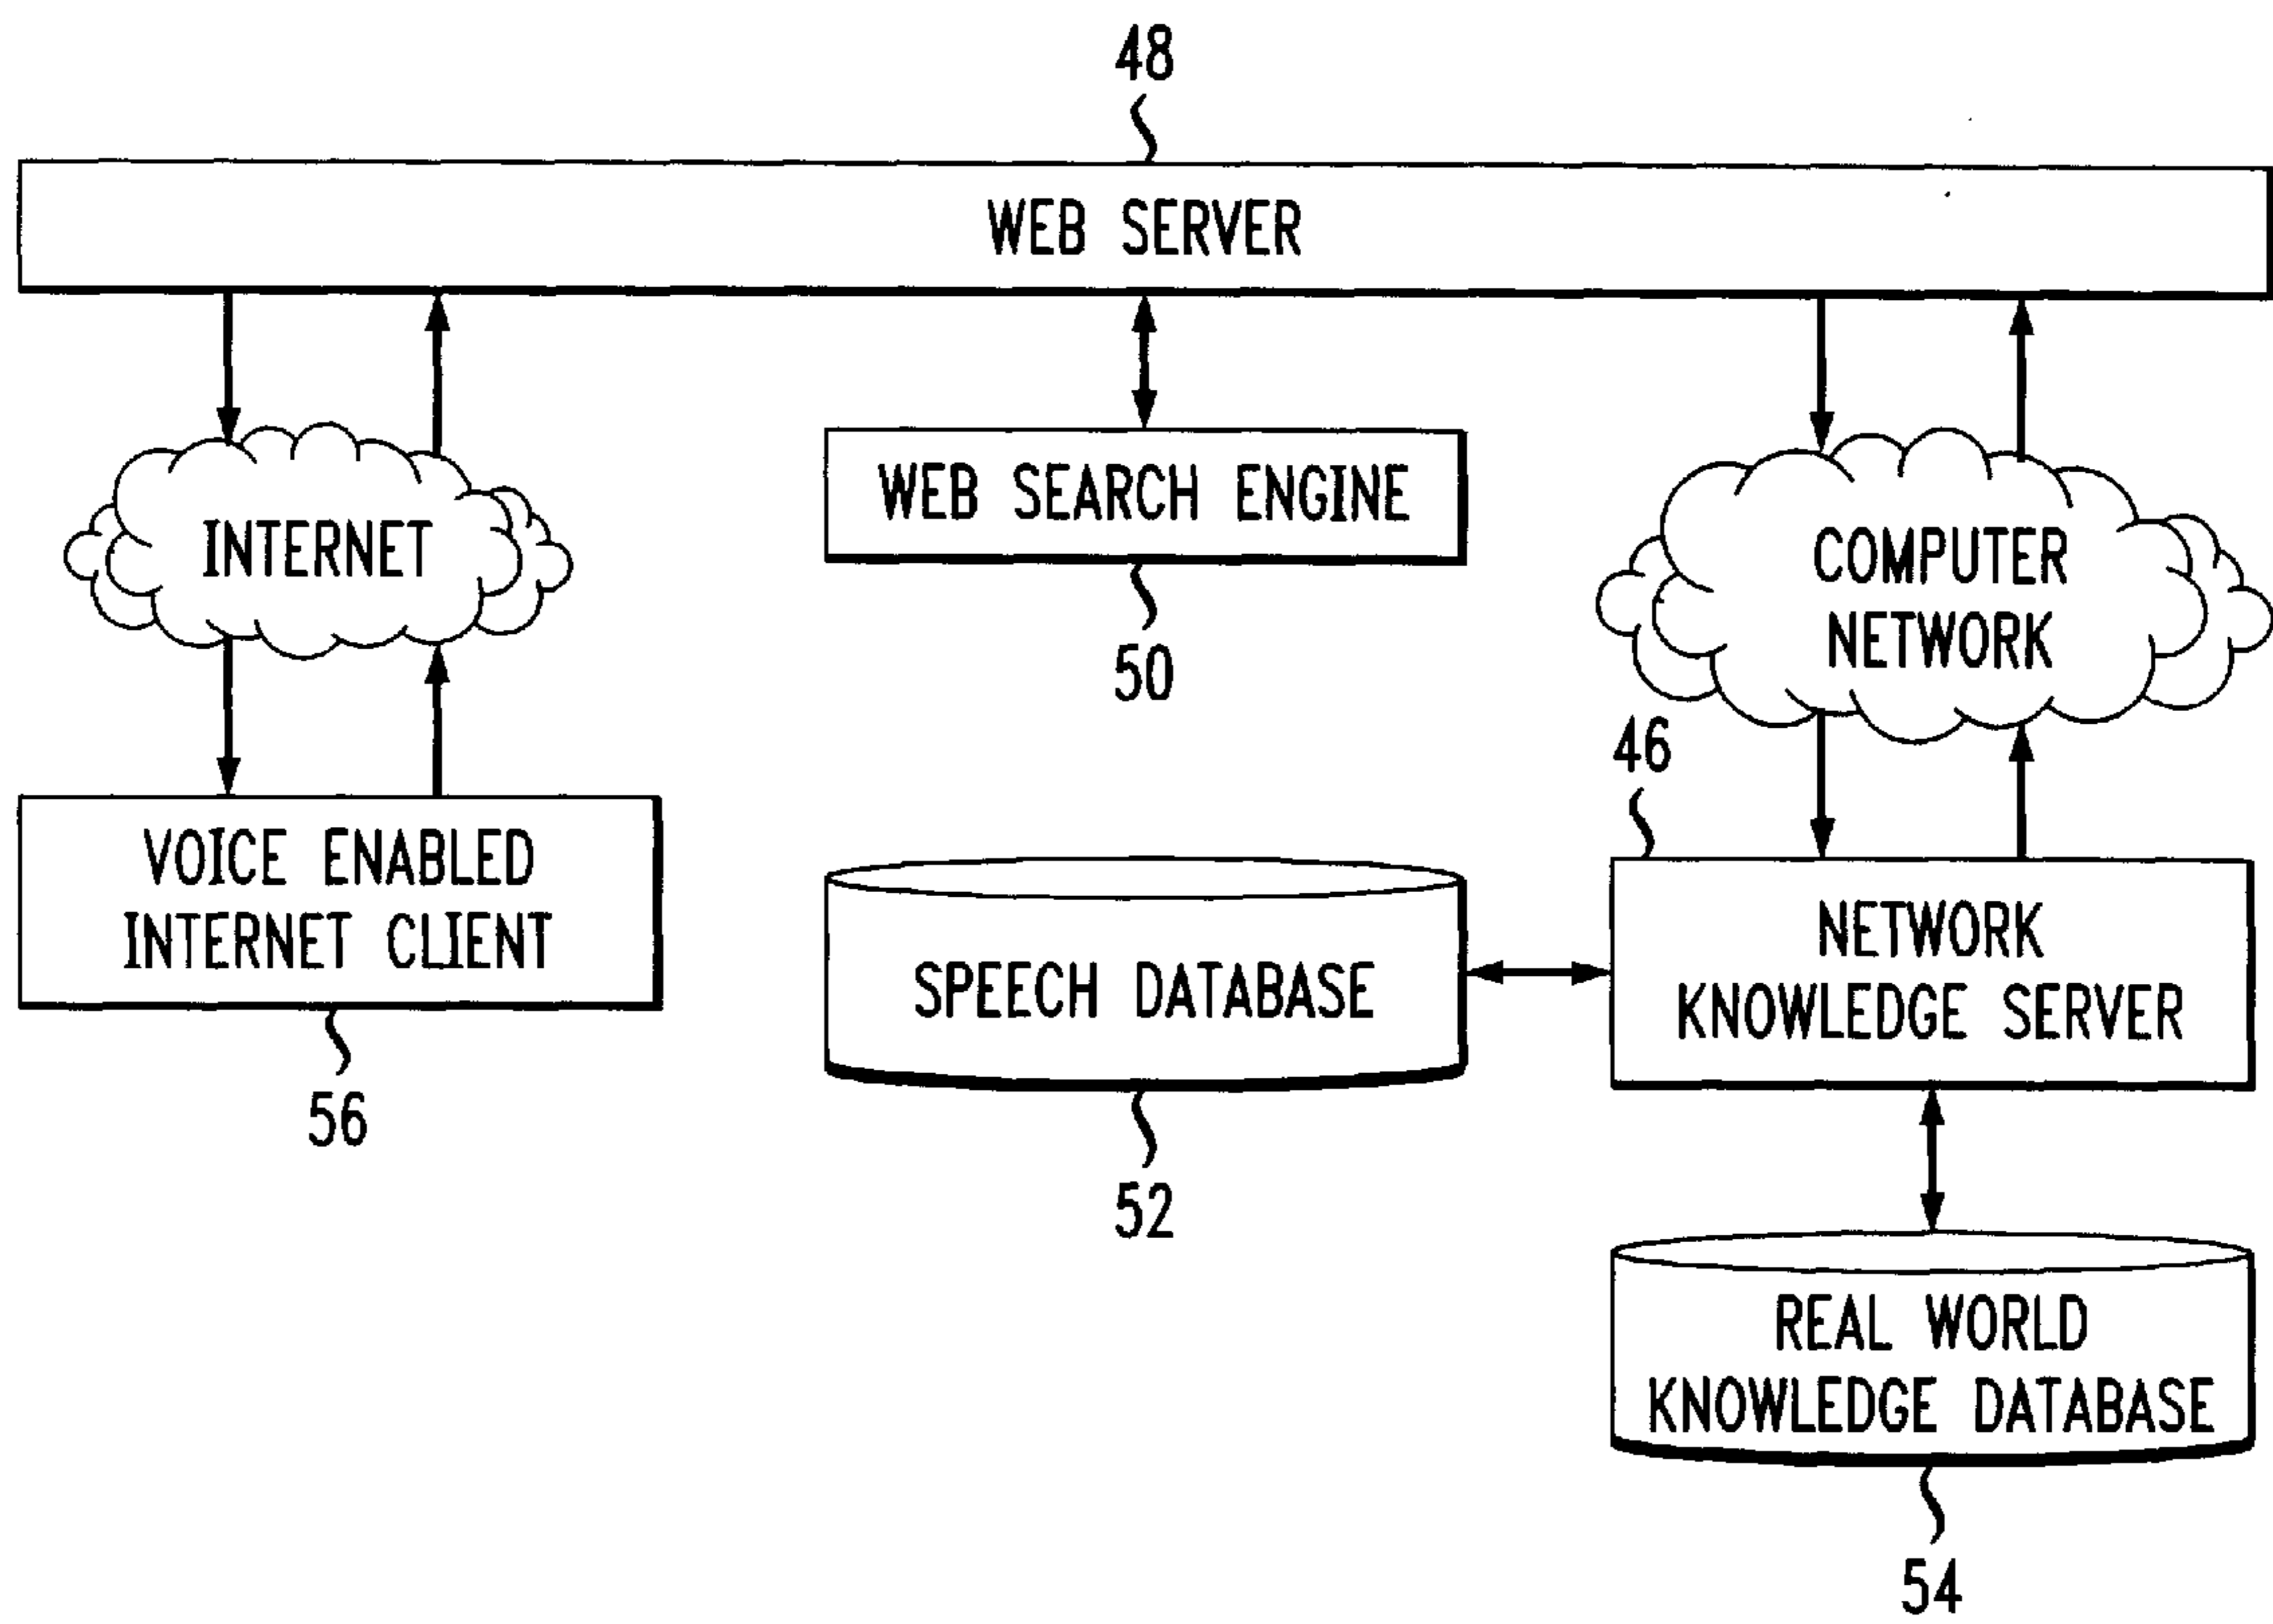 48
WEB SERVER
INTERNET
WEB SEARCH ENGINE
50
COMPUTER
NETWORK
46
VOICE ENABLED
INTERNET CLIENT
56
SPEECH DATABASE
52
NETWORK
KNOWLEDGE SERVER
REAL WORLD
KNOWLEDGE DATABASE
54